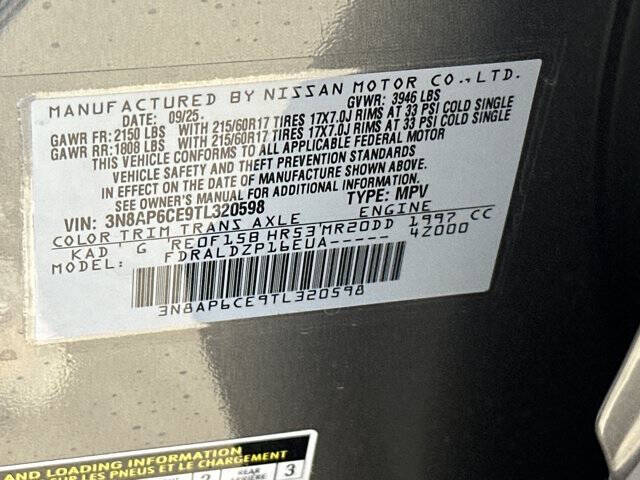 MANUFACTURED BY NISSAN MOTOR CO.,LTD.
DATE: 09/25. GVWR: 3946 LBS
GAWR FR: 2150 LBS WITH 215/60R17 TIRES 17X7.0J RIMS AT 33 PSI COLD SINGLE
GAWR RR: 1808 LBS WITH 215/60R17 TIRES 17X7.0J RIMS AT 33 PSI COLD SINGLE
THIS VEHICLE CONFORMS TO ALL APPLICABLE FEDERAL MOTOR
VEHICLE SAFETY AND THEFT PREVENTION STANDARDS
IN EFFECT ON THE DATE OF MANUFACTURE SHOWN ABOVE.
SEE OWNER'S MANUAL FOR ADDITIONAL INFORMATION
VIN: 3N8AP6CE9TL320598 TYPE: MPV
COLOR TRIM TRANS AXLE ENGINE
KAD G RE0F15B HR53 MR20DD 1997 CC
MODEL: FDRALDZP16EUA----- 4Z000
3N8AP6CE9TL320598
AND LOADING INFORMATION
SUR LES PNEUS ET LE CHARGEMENT
REAR
ARRIÈRE 3